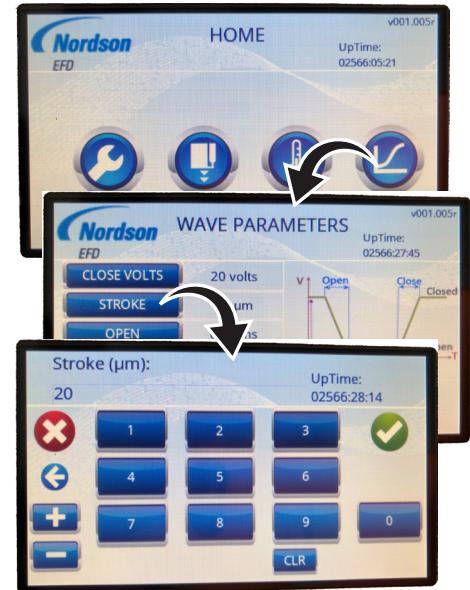 v001.005r
HOME
Nordson
EFD
UpTime:
02566:05:21
v001.005r
WAVE PARAMETERS
Nordson
EFD
UpTime:
02566:27:45
CLOSE VOLTS
20 volts
V
Open
Close
Closed
STROKE
um
OPEN
T
Stroke (µm):
20
UpTime:
02566:28:14
1
2
3
4
5
6
7
8
9
0
CLR